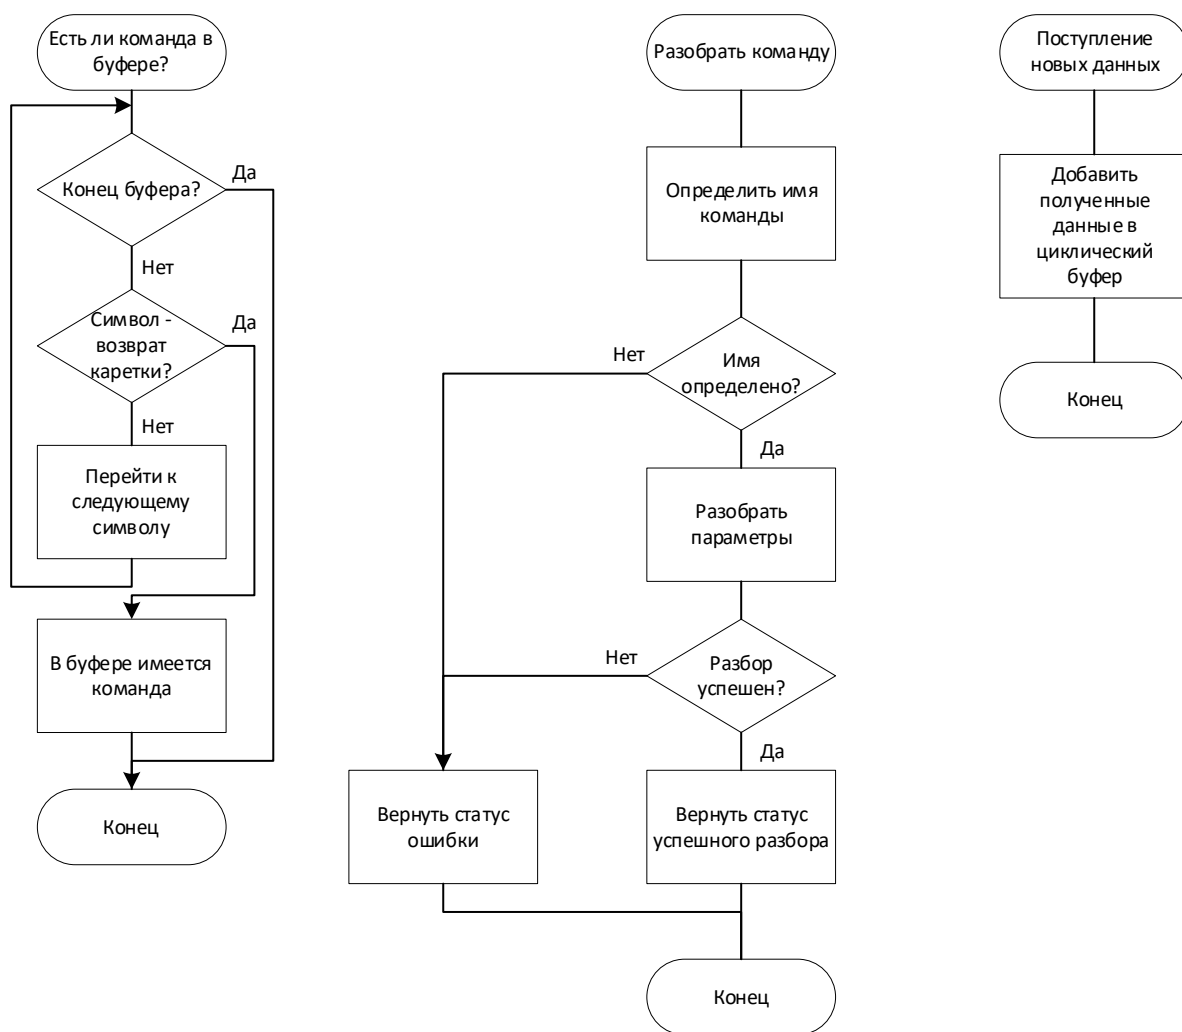 Есть ли команда в
буфере?
Конец буфера?
Да
Нет
Символ -
возврат
каретки?
Да
Нет
Перейти к
следующему
символу
В буфере имеется
команда
Конец
Разобрать команду
Определить имя
команды
Имя
определено?
Нет
Да
Разобрать
параметры
Разбор
успешен?
Нет
Да
Вернуть статус
ошибки
Вернуть статус
успешного разбора
Конец
Поступление
новых данных
Добавить
полученные
данные в
циклический
буфер
Конец